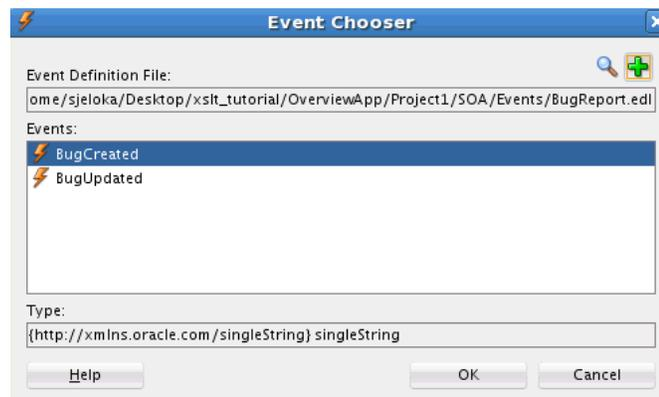 Event Chooser
Event Definition File:
ome/sjeloka/Desktop/xslt_tutorial/OverviewApp/Project1/SOA/Events/BugReport.edl
Events:
BugCreated
BugUpdated
Type:
{http://xmlns.oracle.com/singleString} singleString
Help
OK
Cancel